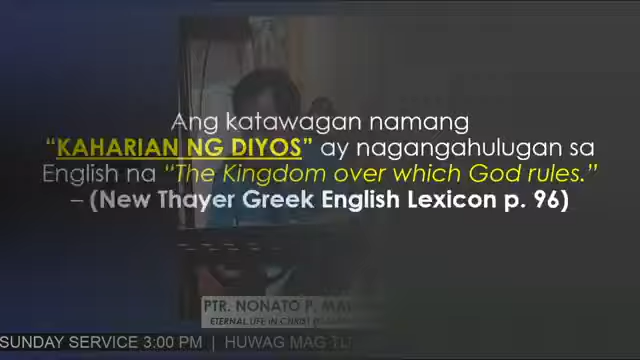 Ang katawagan namang
“KAHARIAN NG DIYOS” ay nagangahulugan sa
English na “The Kingdom over which God rules.”
– (New Thayer Greek English Lexicon p. 96)
PTR. NONATO P.
ETERNAL LIFE IN CHRIST
SUNDAY SERVICE 3:00 PM | HUWAG MAG